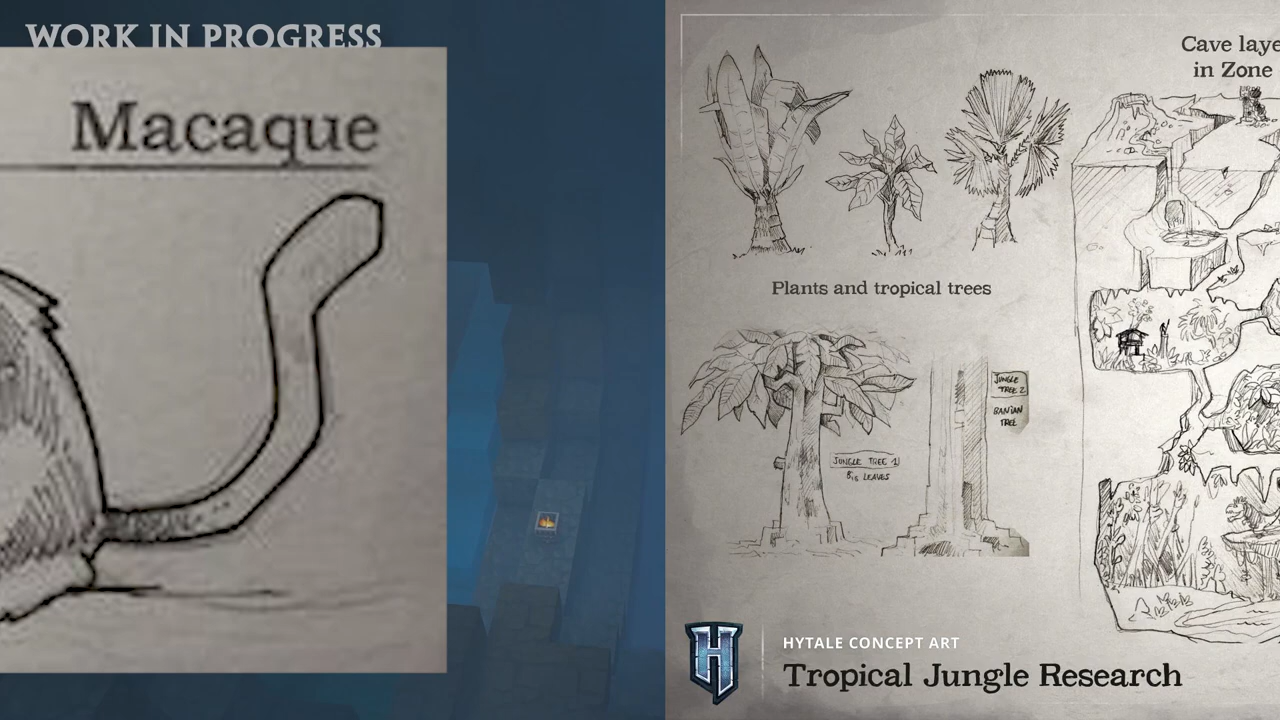 WORK IN PROGRESS
Macaque
Cave laye
in Zone
Plants and tropical trees
JUNGLE
TREE 2
BANIAN
TREE
JUNGLE TREE 1
BIG LEAVES
HYTALE CONCEPT ART
Tropical Jungle Research